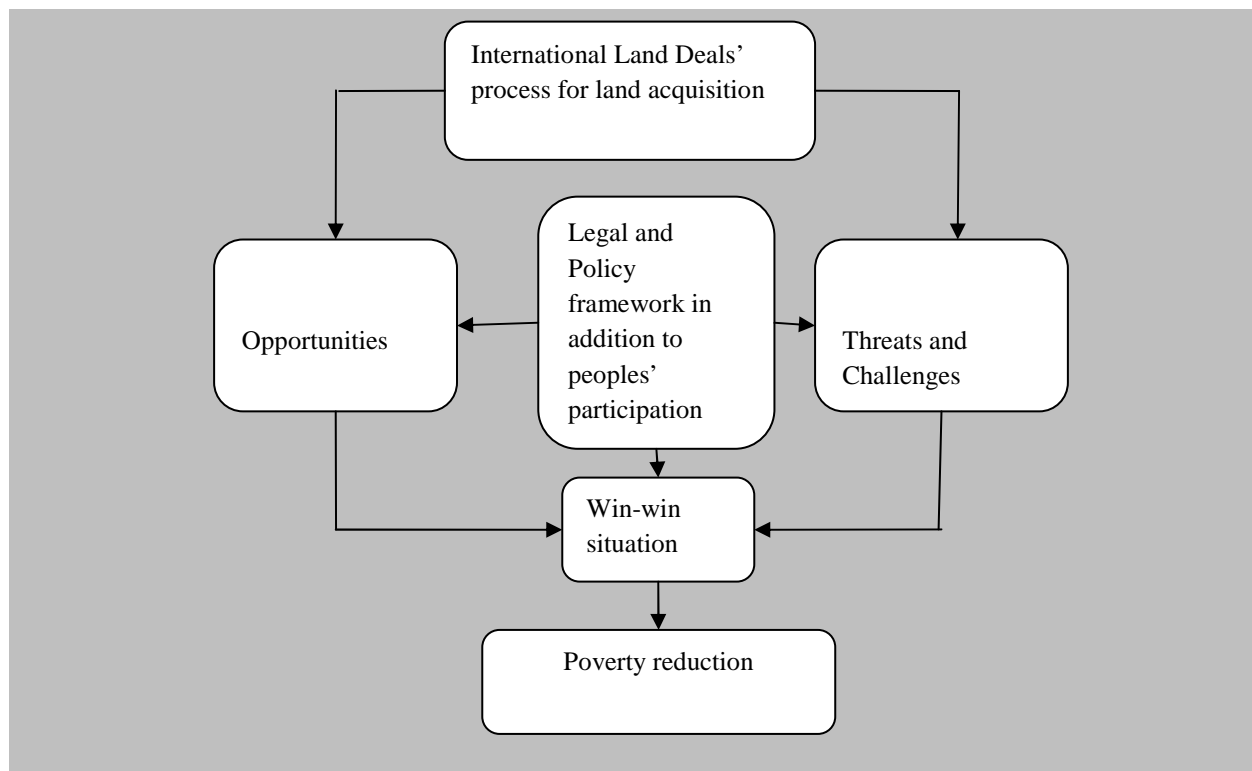 International Land Deals’
process for land acquisition
Legal and
Policy
framework in
addition to
peoples’
participation
Opportunities
Threats and
Challenges
Win-win
situation
Poverty reduction